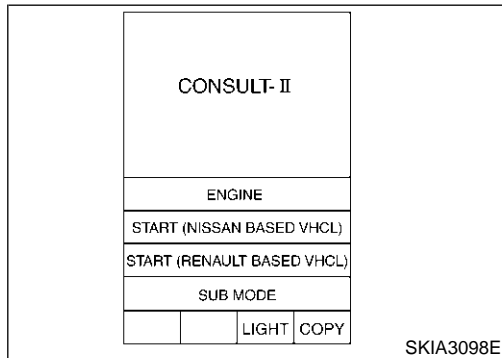 CONSULT- II
ENGINE
START (NISSAN BASED VHCL)
START (RENAULT BASED VHCL)
SUB MODE
LIGHT COPY
SKIA3098E